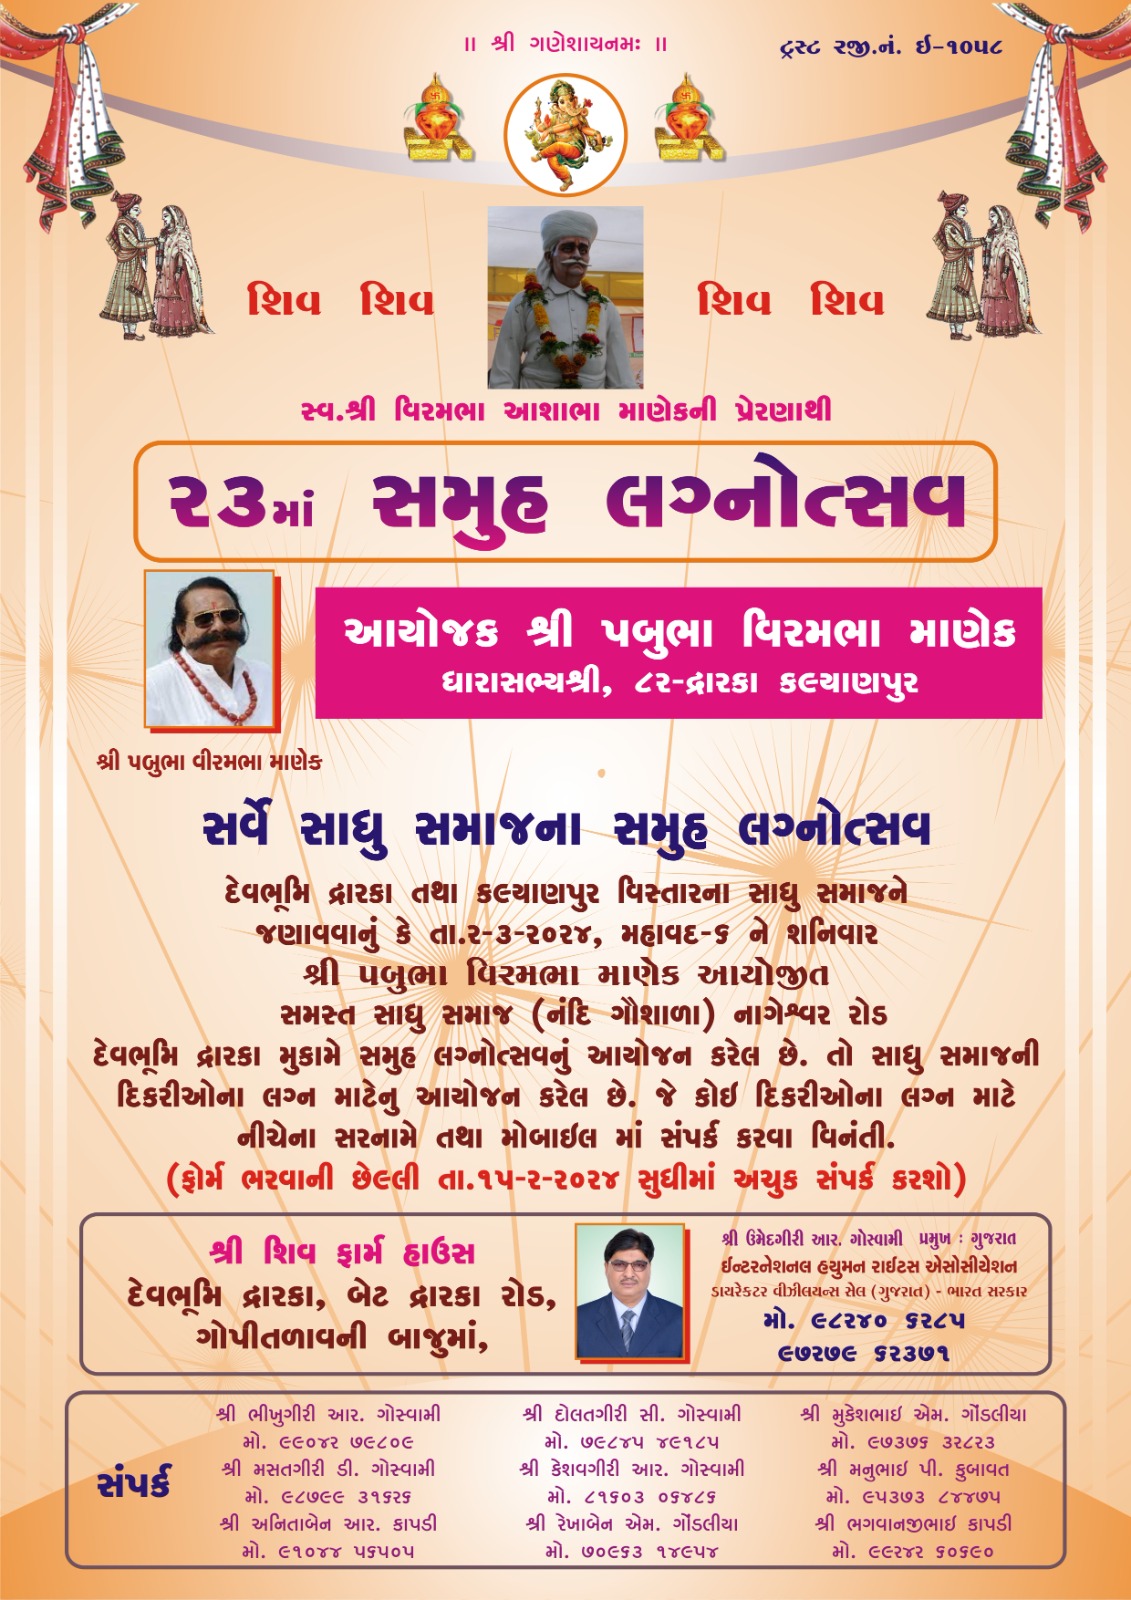 ॥ શ્રી ગણેશાયનમઃ ॥
ટ્રસ્ટ રજી.નં. ઈ-૧૦૫૮
શિવ શિવ
શિવ શિવ
સ્વ.શ્રી વિરમભા આશાભા માણેકની પ્રેરણાથી
૨૩માં સમુહ લગ્નોત્સવ
આયોજક શ્રી પબુભા વિરમભા માણેક
ધારાસભ્યશ્રી, ૮૨-દ્વારકા કલ્યાણપુર
શ્રી પબુભા વીરમભા માણેક
સર્વે સાધુ સમાજના સમુહ લગ્નોત્સવ
દેવભૂમિ દ્વારકા તથા કલ્યાણપુર વિસ્તારના સાધુ સમાજને
જણાવવાનું કે તા.૨-૩-૨૦૨૪, મહાવદ-૬ ને શનિવાર
શ્રી પબુભા વિરમભા માણેક આયોજીત
સમસ્ત સાધુ સમાજ (નંદિ ગૌશાળા) નાગેશ્વર રોડ
દેવભૂમિ દ્વારકા મુકામે સમુહ લગ્નોત્સવનું આયોજન કરેલ છે. તો સાધુ સમાજની
દિકરીઓના લગ્ન માટેનુ આયોજન કરેલ છે. જે કોઇ દિકરીઓના લગ્ન માટે
નીચેના સરનામે તથા મોબાઇલ માં સંપર્ક કરવા વિનંતી.
(ફોર્મ ભરવાની છેલ્લી તા.૧૫-૨-૨૦૨૪ સુધીમાં અચુક સંપર્ક કરશો)
શ્રી શિવ ફાર્મ હાઉસ
દેવભૂમિ દ્વારકા, બેટ દ્વારકા રોડ,
ગોપીતળાવની બાજુમાં,
શ્રી ઉમેદગીરી આર. ગોસ્વામી પ્રમુખ : ગુજરાત
ઈન્ટરનેશનલ હયુમન રાઈટસ એસોસીયેશન
ડાયરેકટર વીઝીલયન્સ સેલ (ગુજરાત) - ભારત સરકાર
મો. ૯૮૨૪૦ ૬૨૮૫
૯૭૨૭૯ ૬૨૩૭૧
સંપર્ક
શ્રી ભીખુગીરી આર. ગોસ્વામી
મો. ૯૯૦૪૨ ૭૯૮૦૯
શ્રી મસતગીરી ડી. ગોસ્વામી
મો. ૯૮૭૯૯ ૩૧૬૨૬
શ્રી અનિતાબેન આર. કાપડી
મો. ૯૧૦૪૪ ૫૬૫૦૫
શ્રી દોલતગીરી સી. ગોસ્વામી
મો. ૭૯૮૪૫ ૪૯૧૮૫
શ્રી કેશવગીરી આર. ગોસ્વામી
મો. ૮૧૬૦૩ ૦૬૪૮૬
શ્રી રેખાબેન એમ. ગોંડલીયા
મો. ૭૦૯૬૩ ૧૪૯૫૪
શ્રી મુકેશભાઇ એમ. ગોંડલીયા
મો. ૯૭૩૭૬ ૩૨૮૨૩
શ્રી મનુભાઇ પી. કુબાવત
મો. ૯૫૩૭૩ ૮૪૪૭૫
શ્રી ભગવાનજીભાઇ કાપડી
મો. ૯૯૨૪૨ ૬૦૬૯૦